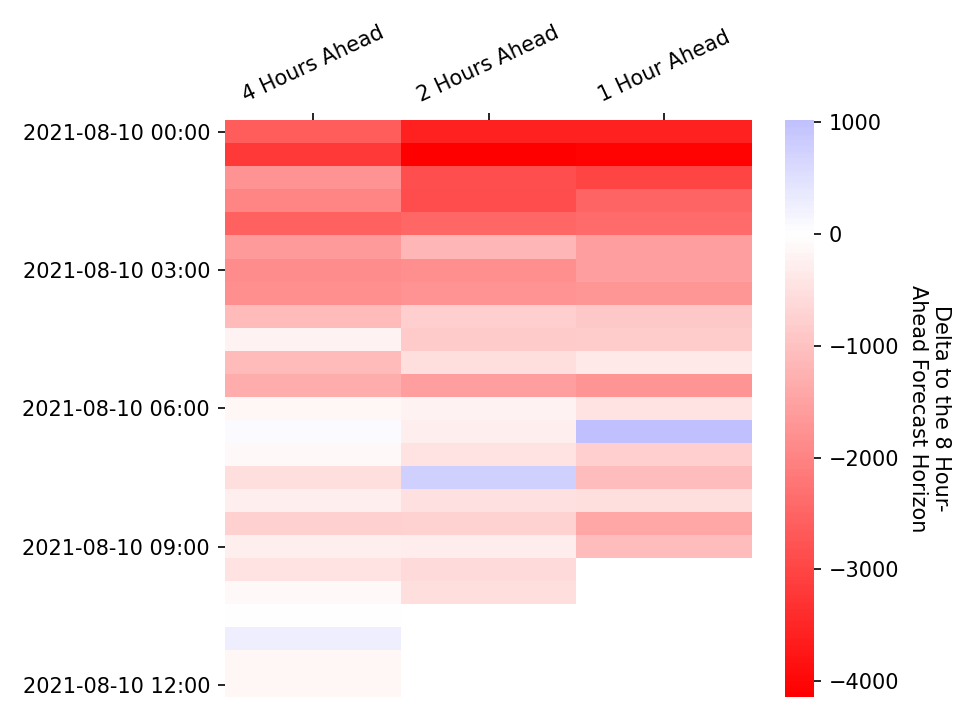 4 Hours Ahead
2 Hours Ahead
1 Hour Ahead
2021-08-10 00:00
2021-08-10 03:00
2021-08-10 06:00
2021-08-10 09:00
2021-08-10 12:00
1000
0
−1000
−2000
−3000
−4000
Delta to the 8 Hour-
Ahead Forecast Horizon